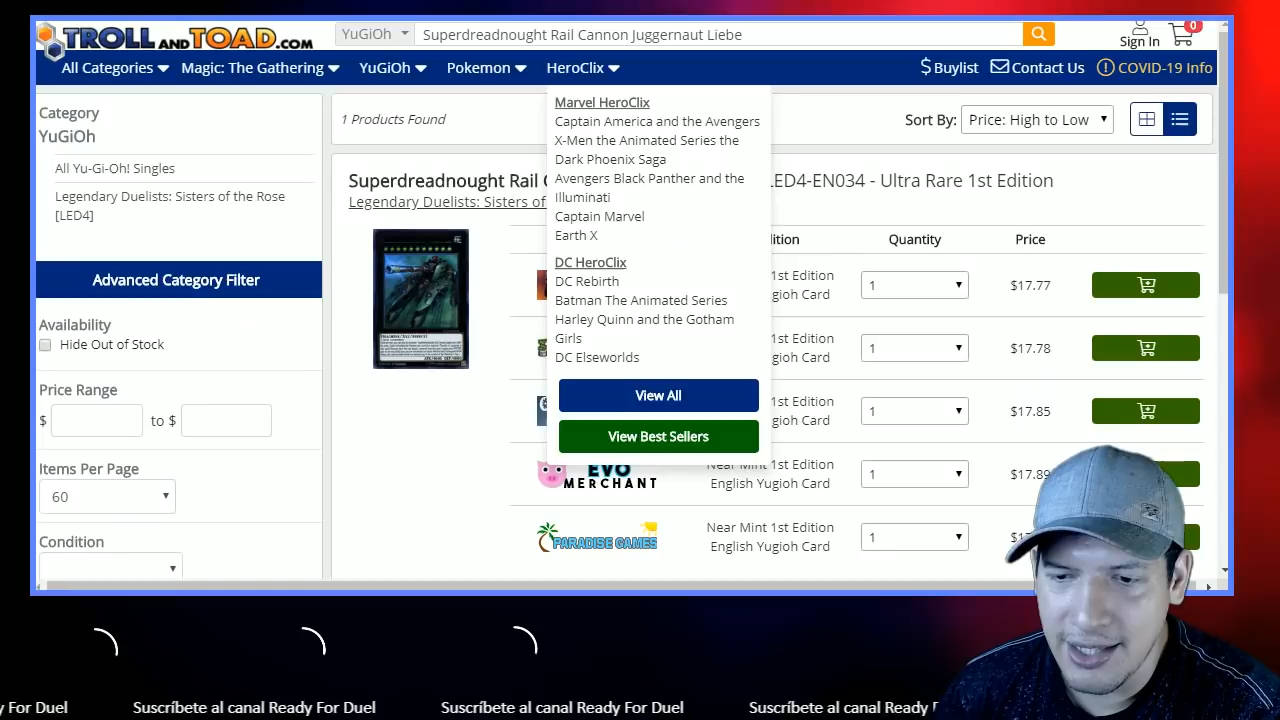 TROLL AND TOAD.COM
YuGiOh
Superdreadnought Rail Cannon Juggernaut Liebe
Sign In
0
All Categories
Magic: The Gathering
YuGiOh
Pokemon
HeroClix
$Buylist
Contact Us
COVID-19 Info
Category
YuGiOh
All Yu-Gi-Oh! Singles
Legendary Duelists: Sisters of the Rose
[LED4]
Advanced Category Filter
Availability
Hide Out of Stock
Price Range
$
to $
Items Per Page
60
Condition
1 Products Found
Sort By:
Price: High to Low
Marvel HeroClix
Captain America and the Avengers
X-Men the Animated Series the
Dark Phoenix Saga
Avengers Black Panther and the
Illuminati
Captain Marvel
Earth X
DC HeroClix
DC Rebirth
Batman The Animated Series
Harley Quinn and the Gotham
Girls
DC Elseworlds
View All
View Best Sellers
Superdreadnought Rail
LED4-EN034 - Ultra Rare 1st Edition
Legendary Duelists: Sisters of
Quantity
Price
1st Edition
Yugioh Card
1
$17.77
1st Edition
Yugioh Card
1
$17.78
1st Edition
Yugioh Card
1
$17.85
EVO
MERCHANT
Near Mint 1st Edition
English Yugioh Card
1
$17.89
PARADISE GAMES
Near Mint 1st Edition
English Yugioh Card
1
y For Duel
Suscríbete al canal Ready For Duel
Suscríbete al canal Ready For Duel
Suscríbete al canal Ready F